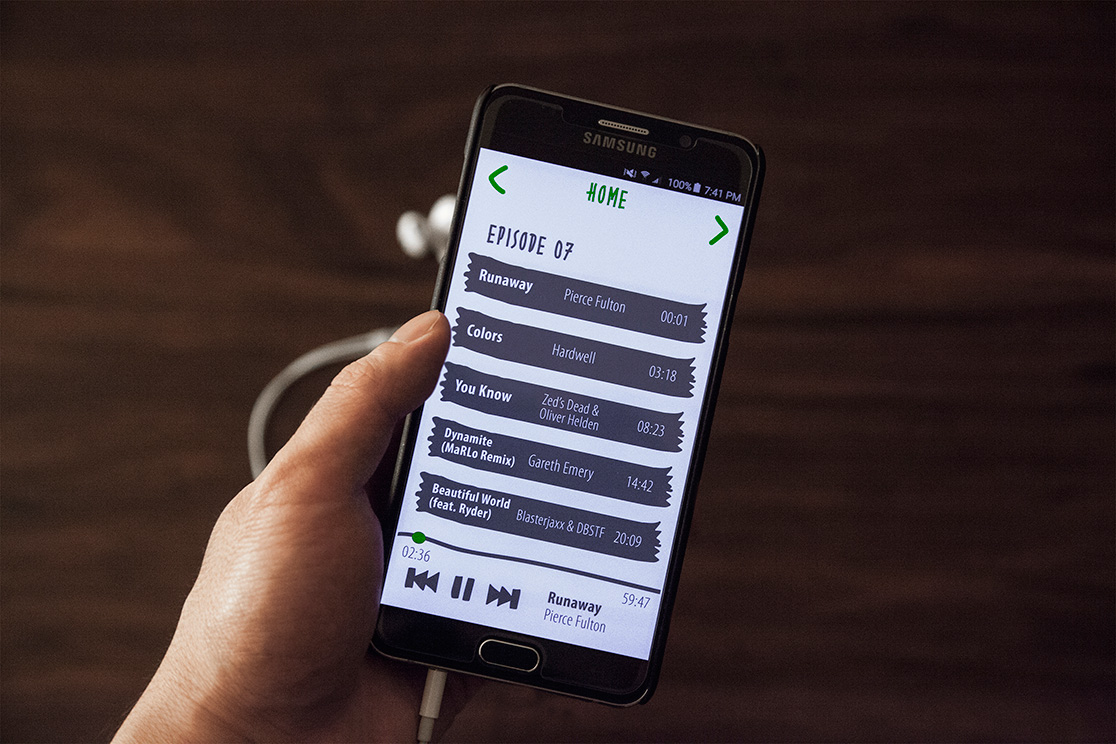 SAMSUNG
100% 7:41 PM
HOME
EPISODE 07
Runaway Pierce Fulton 00:01
Colors Hardwell 03:18
You Know Zed's Dead &
Oliver Helden 08:23
Dynamite
(MaRLo Remix) Gareth Emery 14:42
Beautiful World
(feat. Ryder) Blasterjaxx & DBSTF 20:09
02:36
59:47
Runaway
Pierce Fulton